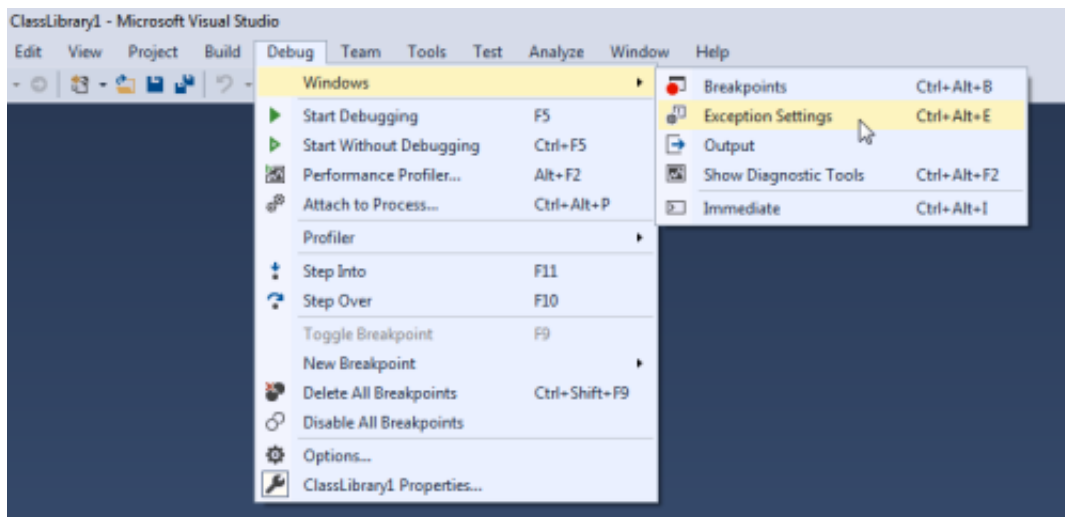 ClassLibrary1 - Microsoft Visual Studio
Edit View Project Build Debug Team Tools Test Analyze Window Help
Windows
Start Debugging F5
Start Without Debugging Ctrl+F5
Performance Profiler... Alt+F2
Attach to Process... Ctrl+Alt+P
Profiler
Step Into F11
Step Over F10
Toggle Breakpoint F9
New Breakpoint
Delete All Breakpoints Ctrl+Shift+F9
Disable All Breakpoints
Options...
ClassLibrary1 Properties...
Breakpoints Ctrl+Alt+B
Exception Settings Ctrl+Alt+E
Output
Show Diagnostic Tools Ctrl+Alt+F2
Immediate Ctrl+Alt+I